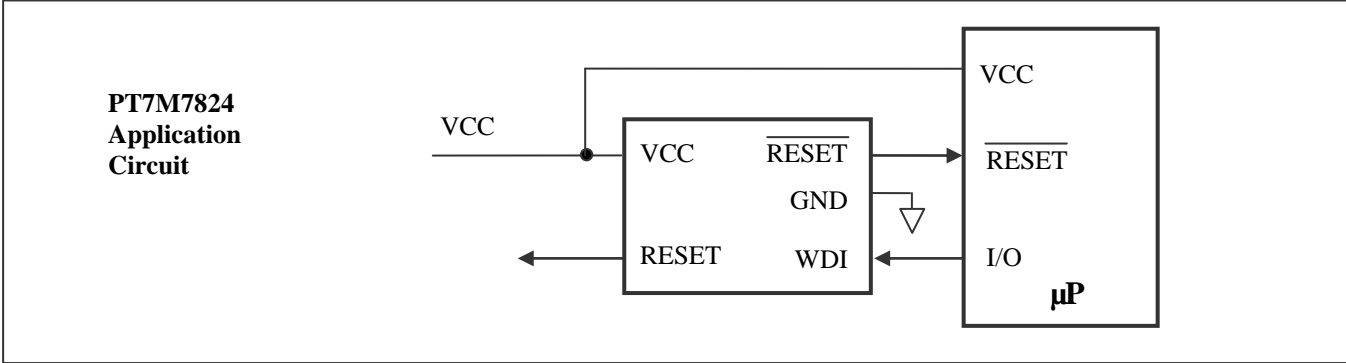 PT7M7824
Application
Circuit
VCC
VCC
RESET
GND
RESET
WDI
VCC
RESET
I/O
µP